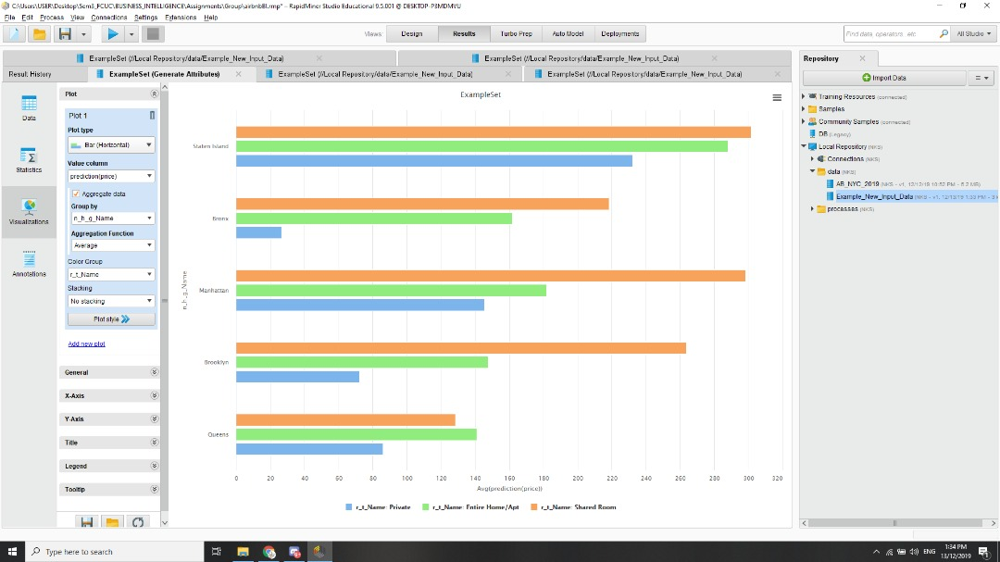 C:\Users\USER\Desktop\Sem3_FCUC\BUSINESS_INTELLIGENCE\Assignments\Group\airbnbBI.rmp* – RapidMiner Studio Educational 9.5.001 @ DESKTOP-P3MDMVU
File Edit Process View Connections Settings Extensions Help
Views: Design Results Turbo Prep Auto Model Deployments
Find data, operators...etc All Studio
ExampleSet (//Local Repository/data/Example_New_Input_Data) ExampleSet (//Local Repository/data/Example_New_Input_Data)
Result History ExampleSet (Generate Attributes) ExampleSet (//Local Repository/data/Example_New_Input_Data) ExampleSet (//Local Repository/data/Example_New_Input_Data)
Data
Statistics
Visualizations
Annotations
Plot
Plot 1
Plot type
Bar (Horizontal)
Value column
prediction(price)
Aggregate data
Group by
n_h_g_Name
Aggregation Function
Average
Color Group
r_t_Name
Stacking
No stacking
Plot style
Add new plot
General
X-Axis
Y-Axis
Title
Legend
Tooltip
ExampleSet
n_h_g_Name
Staten Island
Bronx
Manhattan
Brooklyn
Queens
0 20 40 60 80 100 120 140 160 180 200 220 240 260 280 300 320
Avg(prediction(price))
r_t_Name: Private r_t_Name: Entire Home/Apt r_t_Name: Shared Room
Repository
Import Data
Training Resources (connected)
Samples
Community Samples (connected)
DB (Legacy)
Local Repository (NKS)
Connections (NKS)
data (NKS)
AB_NYC_2019 (NKS – v1, 12/12/19 10:52 PM – 5.2 MB)
Example_New_Input_Data (NKS – v1, 12/13/19 1:33 PM – 3
processes (NKS)
Type here to search
ENG
1:34 PM
13/12/2019
1